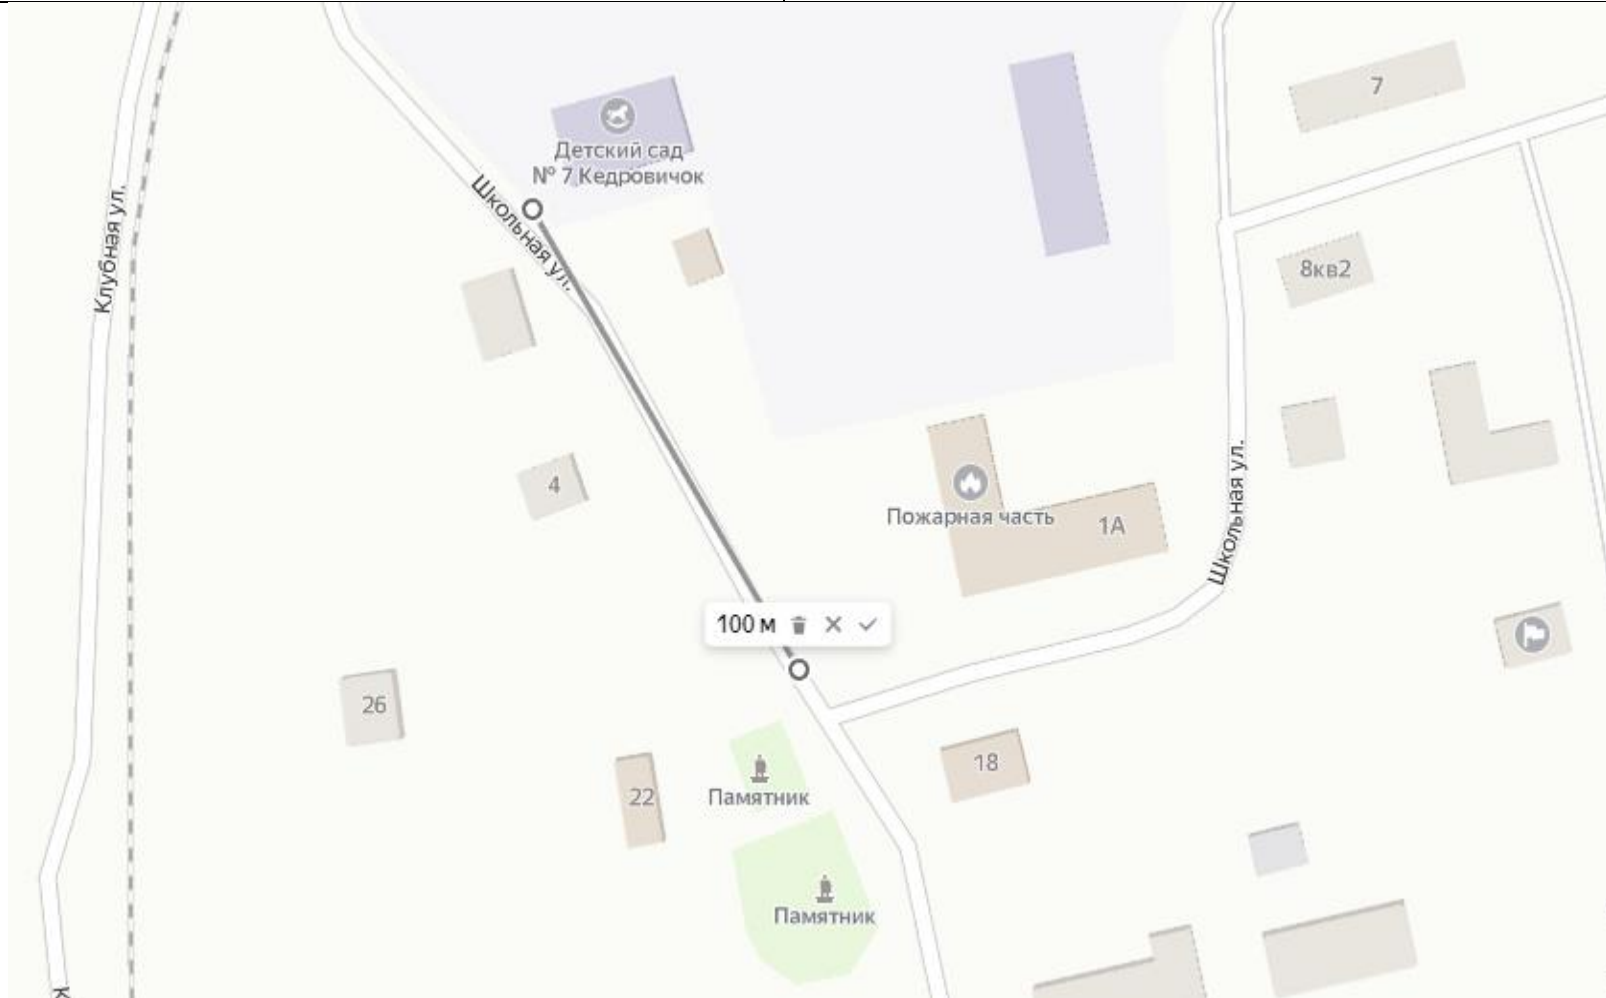 7
Детский сад
№ 7 Кедровичок
Школьная ул.
Клубная ул.
8кв2
4
Пожарная часть
1А
Школьная ул.
100 м
26
18
22
Памятник
Памятник
К